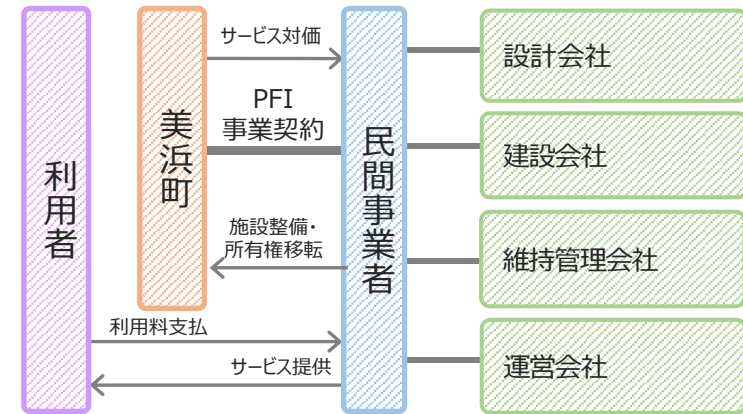 利用者
美浜町
サービス対価
PFI
事業契約
施設整備・
所有権移転
利用料支払
サービス提供
民間事業者
設計会社
建設会社
維持管理会社
運営会社